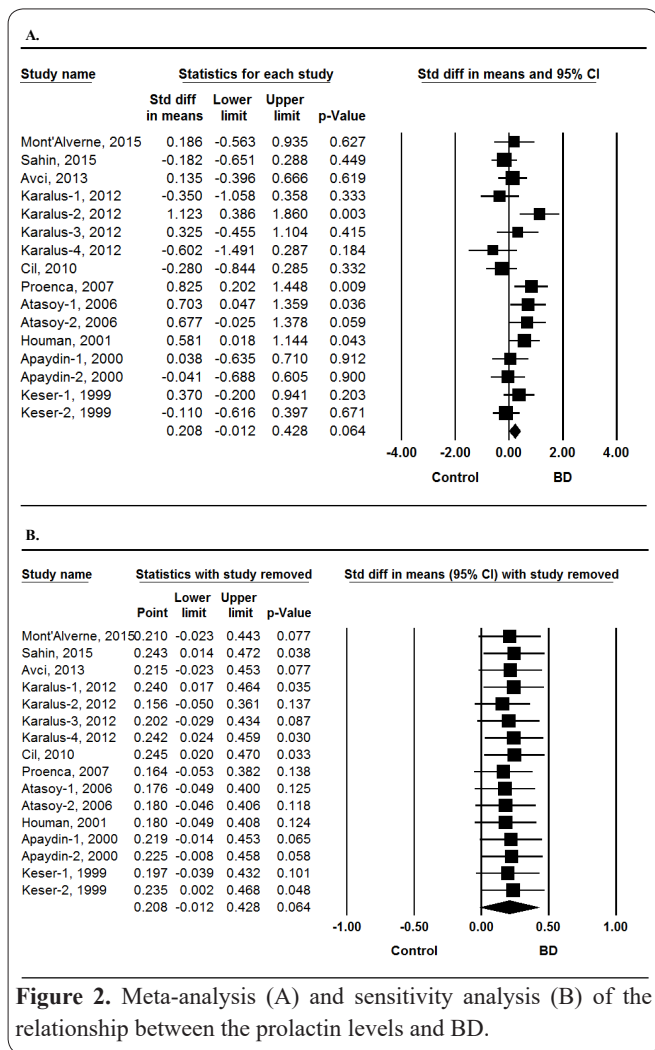 A.
Study name Statistics for each study Std diff in means and 95% CI
Std diff Lower Upper
in means limit limit p-Value
Mont'Alverne, 2015 0.186 -0.563 0.935 0.627
Sahin, 2015 -0.182 -0.651 0.288 0.449
Avci, 2013 0.135 -0.396 0.666 0.619
Karalus-1, 2012 -0.350 -1.058 0.358 0.333
Karalus-2, 2012 1.123 0.386 1.860 0.003
Karalus-3, 2012 0.325 -0.455 1.104 0.415
Karalus-4, 2012 -0.602 -1.491 0.287 0.184
Cil, 2010 -0.280 -0.844 0.285 0.332
Proenca, 2007 0.825 0.202 1.448 0.009
Atasoy-1, 2006 0.703 0.047 1.359 0.036
Atasoy-2, 2006 0.677 -0.025 1.378 0.059
Houman, 2001 0.581 0.018 1.144 0.043
Apaydin-1, 2000 0.038 -0.635 0.710 0.912
Apaydin-2, 2000 -0.041 -0.688 0.605 0.900
Keser-1, 1999 0.370 -0.200 0.941 0.203
Keser-2, 1999 -0.110 -0.616 0.397 0.671
0.208 -0.012 0.428 0.064
-4.00 -2.00 0.00 2.00 4.00
Control BD
B.
Study name Statistics with study removed Std diff in means (95% CI) with study removed
Lower Upper
Point limit limit p-Value
Mont'Alverne, 2015 0.210 -0.023 0.443 0.077
Sahin, 2015 0.243 0.014 0.472 0.038
Avci, 2013 0.215 -0.023 0.453 0.077
Karalus-1, 2012 0.240 0.017 0.464 0.035
Karalus-2, 2012 0.156 -0.050 0.361 0.137
Karalus-3, 2012 0.202 -0.029 0.434 0.087
Karalus-4, 2012 0.242 0.024 0.459 0.030
Cil, 2010 0.245 0.020 0.470 0.033
Proenca, 2007 0.164 -0.053 0.382 0.138
Atasoy-1, 2006 0.176 -0.049 0.400 0.125
Atasoy-2, 2006 0.180 -0.046 0.406 0.118
Houman, 2001 0.180 -0.049 0.408 0.124
Apaydin-1, 2000 0.219 -0.014 0.453 0.065
Apaydin-2, 2000 0.225 -0.008 0.458 0.058
Keser-1, 1999 0.197 -0.039 0.432 0.101
Keser-2, 1999 0.235 0.002 0.468 0.048
0.208 -0.012 0.428 0.064
-1.00 -0.50 0.00 0.50 1.00
Control BD
Figure 2. Meta-analysis (A) and sensitivity analysis (B) of the
relationship between the prolactin levels and BD.